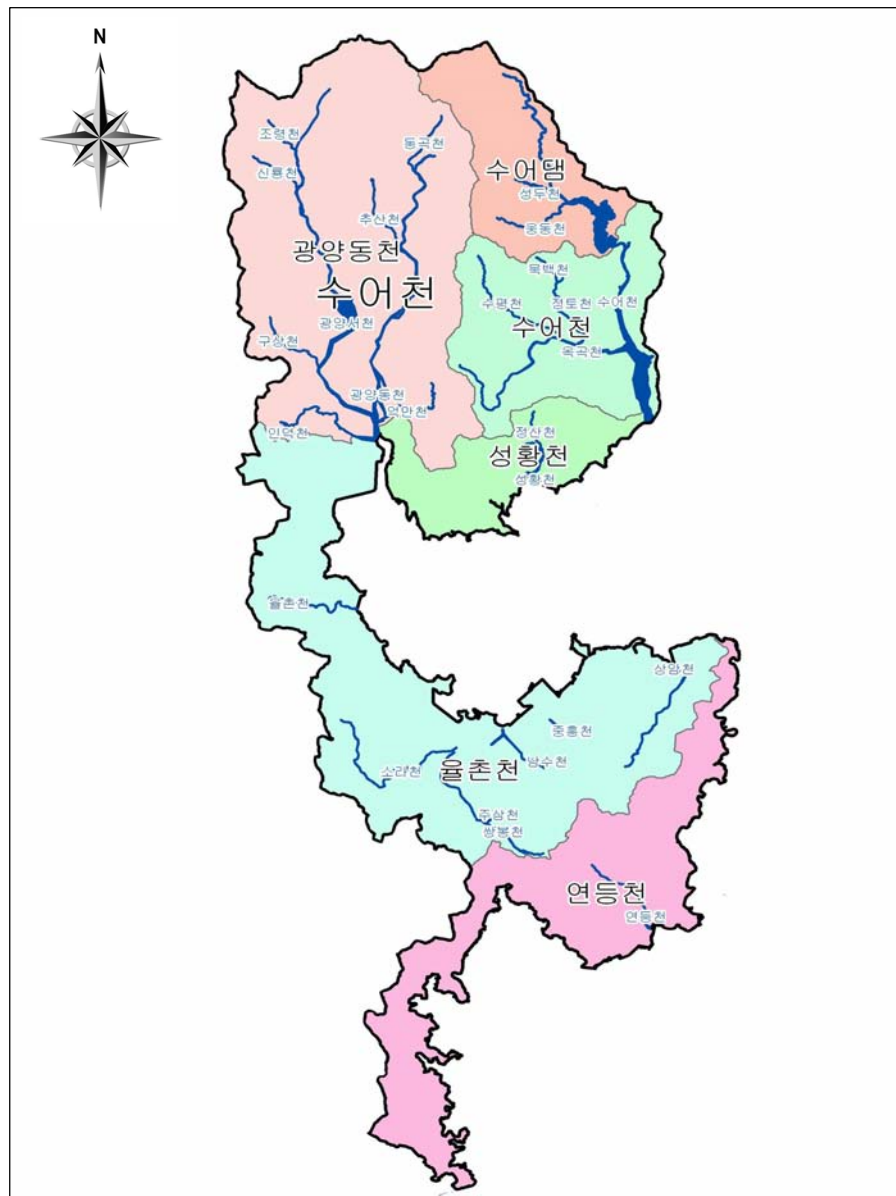 N
조령천
동곡천
신룡천
수어댐
성두천
추산천
웅동천
광양동천
묵백천
수어천
수평천
정토천
수어천
수어천
광양서천
구상천
옥곡천
광양동천
억만천
인덕천
정산천
성황천
성황천
율촌천
상암천
중흥천
소라천
율촌천
남수천
주삼천
쌍봉천
연등천
연등천